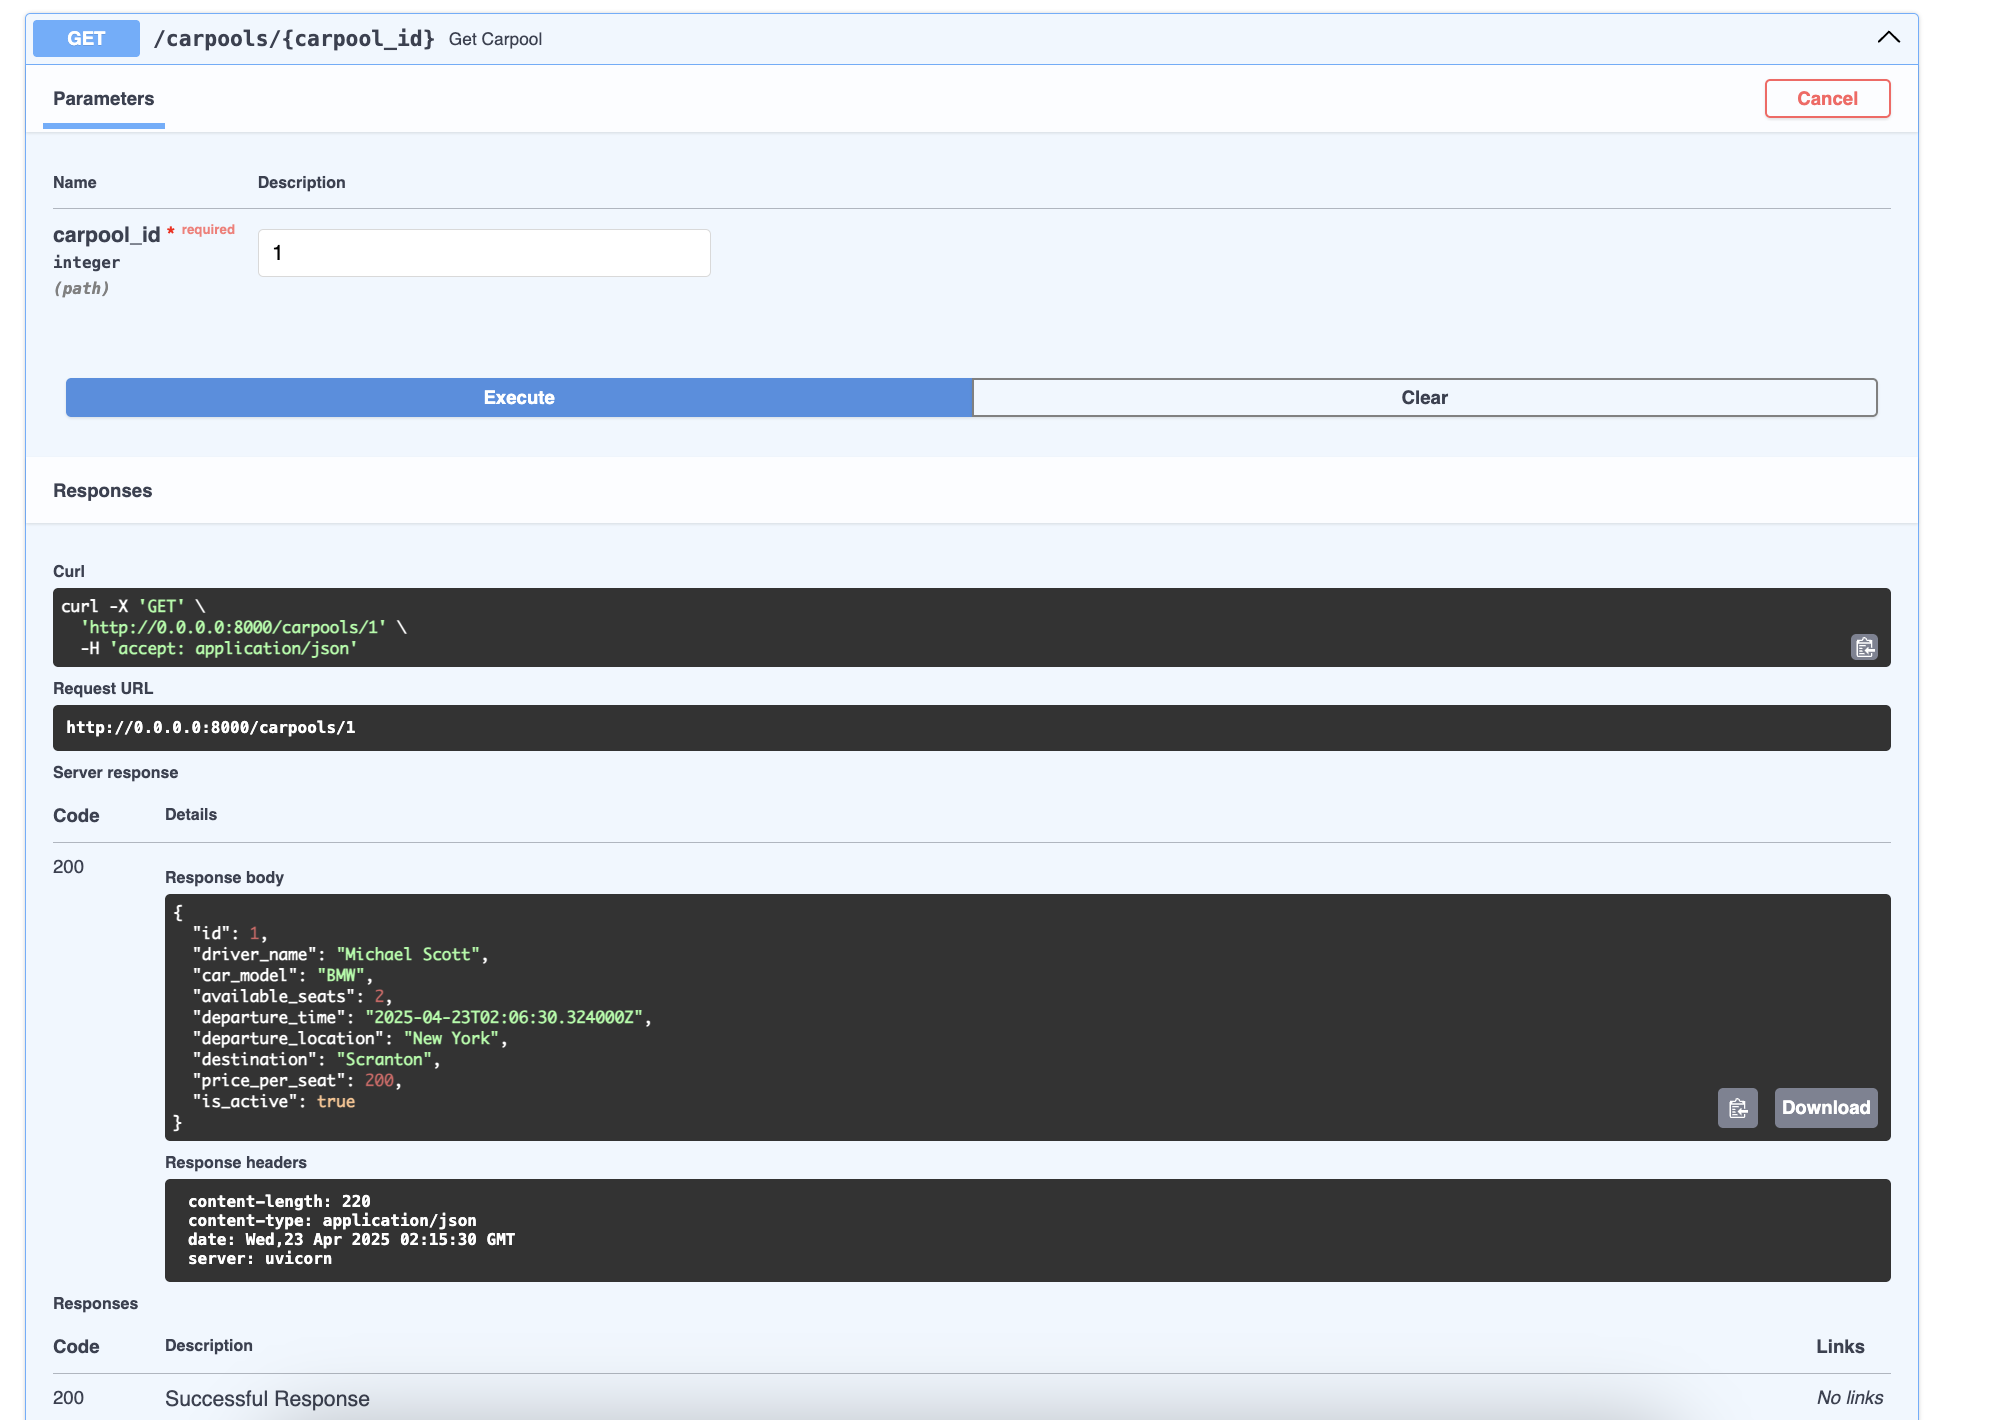 GET /carpools/{carpool_id} Get Carpool
Parameters
Cancel
Name Description
carpool_id * required
integer
(path)
1
Execute
Clear
Responses
Curl
curl -X 'GET' \
  'http://0.0.0.0:8000/carpools/1' \
  -H 'accept: application/json'
Request URL
http://0.0.0.0:8000/carpools/1
Server response
Code Details
200
Response body
{
  "id": 1,
  "driver_name": "Michael Scott",
  "car_model": "BMW",
  "available_seats": 2,
  "departure_time": "2025-04-23T02:06:30.324000Z",
  "departure_location": "New York",
  "destination": "Scranton",
  "price_per_seat": 200,
  "is_active": true
}
Download
Response headers
content-length: 220
content-type: application/json
date: Wed,23 Apr 2025 02:15:30 GMT
server: uvicorn
Responses
Code Description Links
200 Successful Response No links